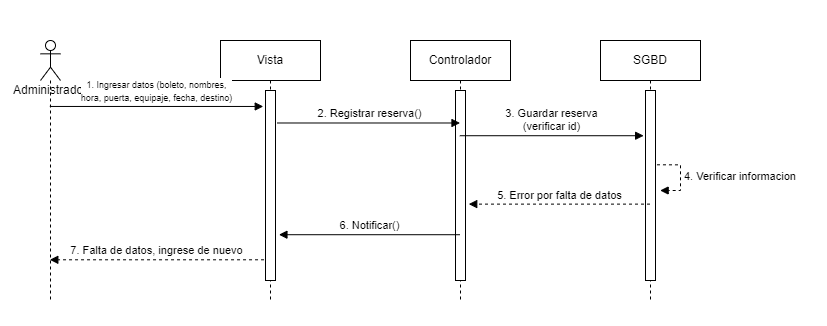 Vista
Controlador
SGBD
Administrado
1. Ingresar datos (boleto, nombres,
hora, puerta, equipaje, fecha, destino)
2. Registrar reserva()
3. Guardar reserva
(verificar id)
4. Verificar informacion
5. Error por falta de datos
6. Notificar()
7. Falta de datos, ingrese de nuevo